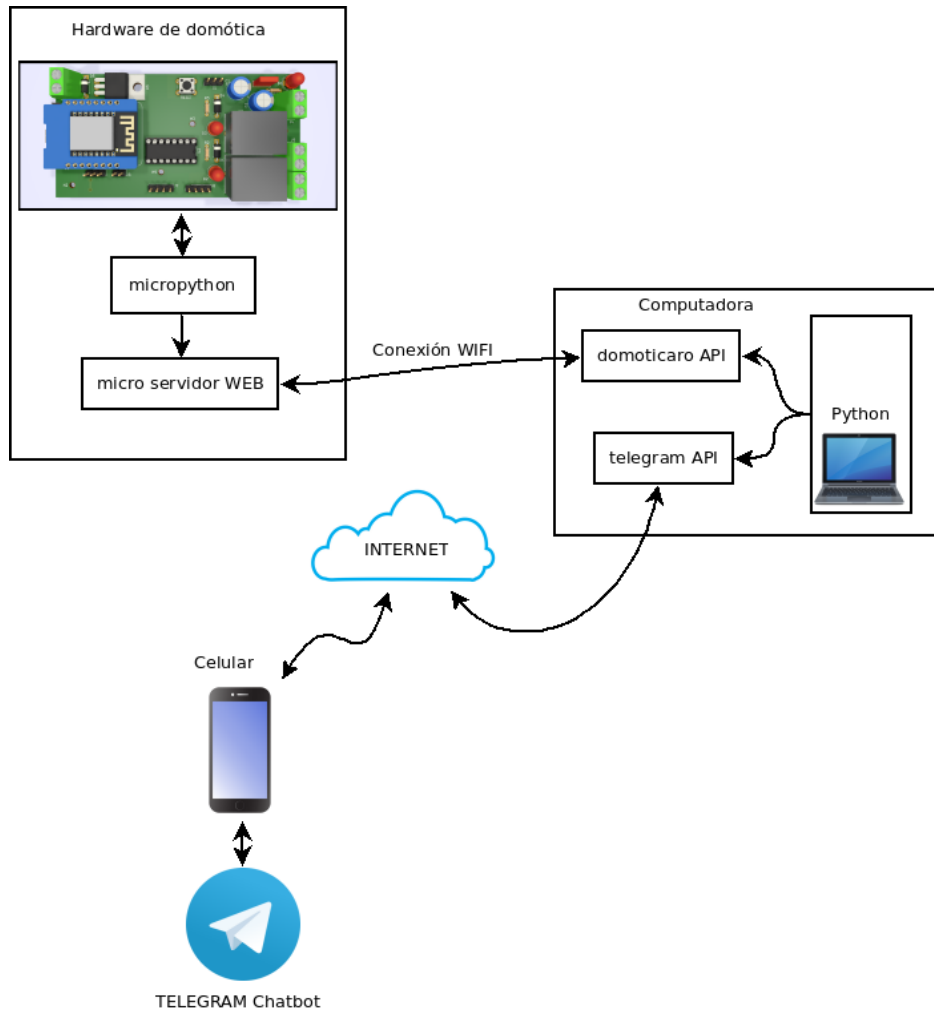 Hardware de domótica
micropython
micro servidor WEB
Conexión WIFI
Computadora
domoticaro API
Python
telegram API
INTERNET
Celular
TELEGRAM Chatbot